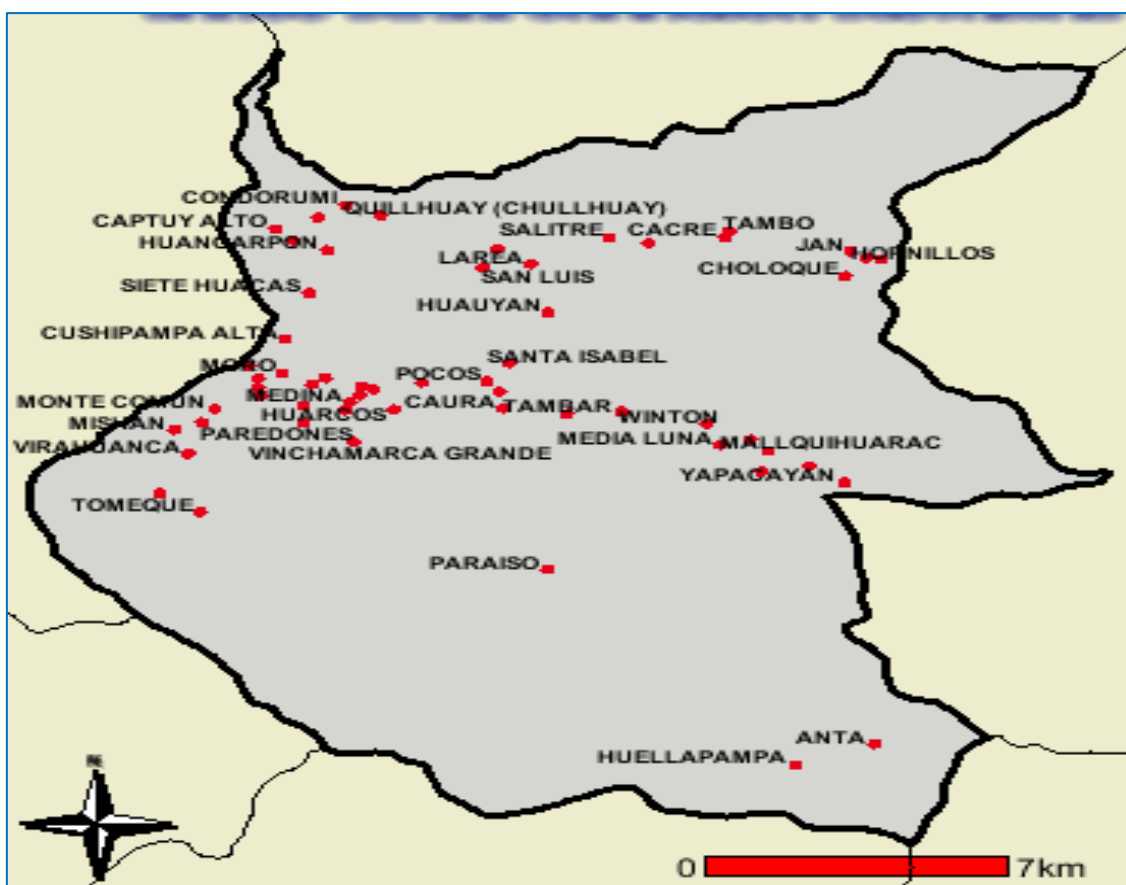 CONDORUMI
QUILLHUAY (CHULLHUAY)
CAPTUY ALTO
SALITRE
CACRE
TAMBO
HUANCARPON
JAN
HORNILLOS
LAREA
CHOLOQUE
SAN LUIS
SIETE HUACAS
HUAUYAN
CUSHIPAMPA ALTA
SANTA ISABEL
MORO
POCOS
MEDINA
MONTE COMUN
CAURA
TAMBAR
HUARCOS
WINTON
MISHAN
PAREDONES
MEDIA LUNA
MALLQUIHUARAC
VIRAHUANCA
VINCHAMARCA GRANDE
YAPACAYAN
TOMEQUE
PARAISO
ANTA
HUELLAPAMPA
N
0 7km